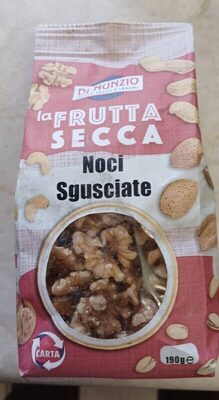 DI NUNZIO
la FRUTTA
SECCA
Noci
Sgusciate
CARTA
190g e